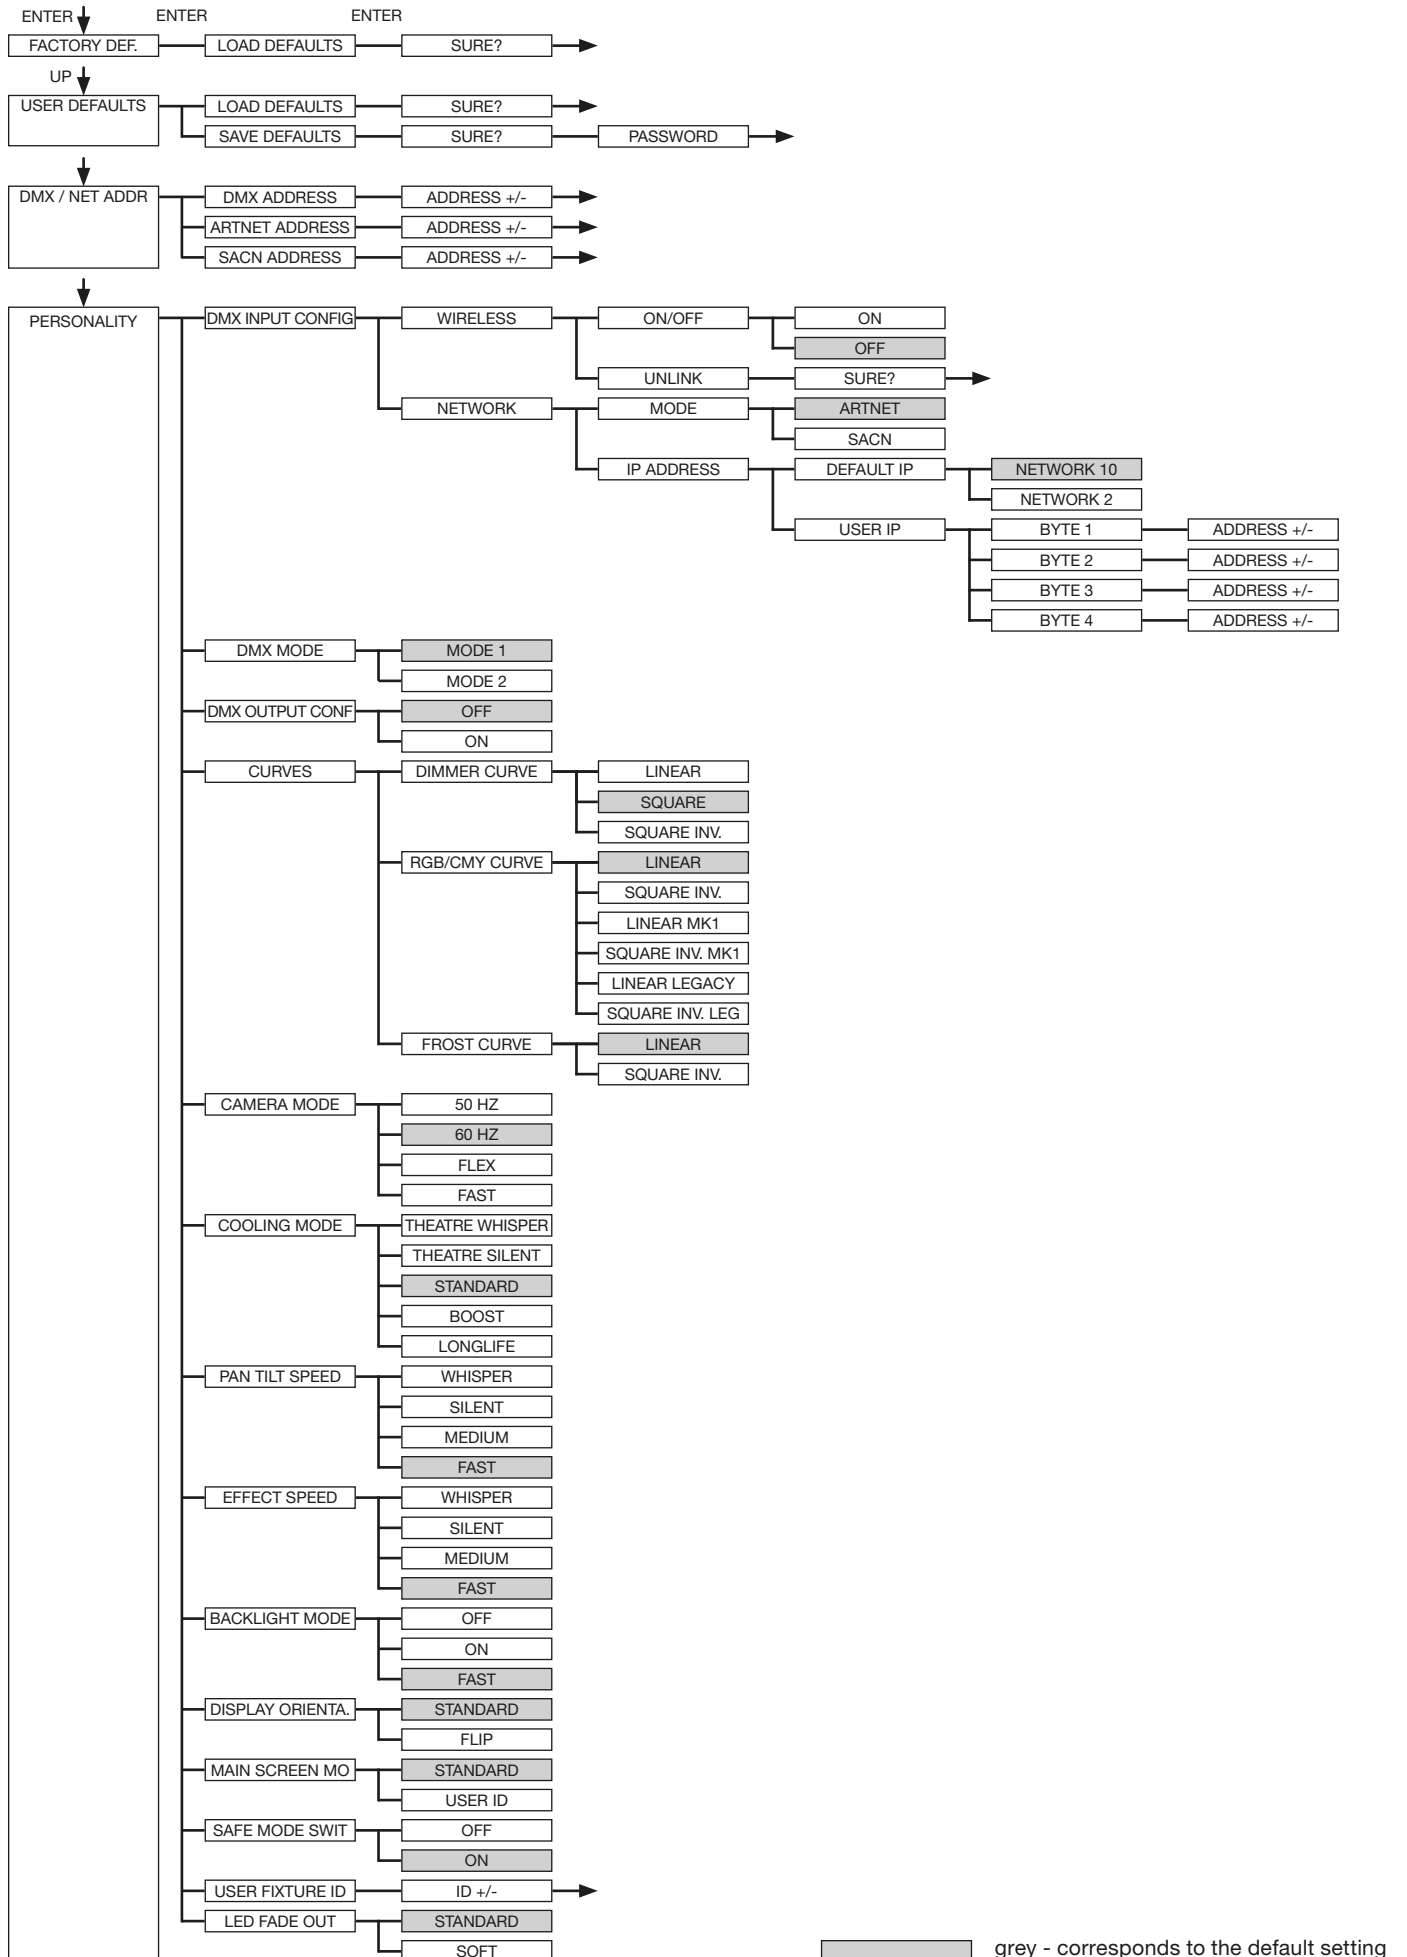 ENTER ENTER ENTER
FACTORY DEF. LOAD DEFAULTS SURE?
UP
USER DEFAULTS LOAD DEFAULTS SURE?
SAVE DEFAULTS SURE? PASSWORD
DMX / NET ADDR DMX ADDRESS ADDRESS +/-
ARTNET ADDRESS ADDRESS +/-
SACN ADDRESS ADDRESS +/-
PERSONALITY DMX INPUT CONFIG WIRELESS ON/OFF ON
OFF
UNLINK SURE?
NETWORK MODE ARTNET
SACN
IP ADDRESS DEFAULT IP NETWORK 10
NETWORK 2
USER IP BYTE 1 ADDRESS +/-
BYTE 2 ADDRESS +/-
BYTE 3 ADDRESS +/-
BYTE 4 ADDRESS +/-
DMX MODE MODE 1
MODE 2
DMX OUTPUT CONF OFF
ON
CURVES DIMMER CURVE LINEAR
SQUARE
SQUARE INV.
RGB/CMY CURVE LINEAR
SQUARE INV.
LINEAR MK1
SQUARE INV. MK1
LINEAR LEGACY
SQUARE INV. LEG
FROST CURVE LINEAR
SQUARE INV.
CAMERA MODE 50 HZ
60 HZ
FLEX
FAST
COOLING MODE THEATRE WHISPER
THEATRE SILENT
STANDARD
BOOST
LONGLIFE
PAN TILT SPEED WHISPER
SILENT
MEDIUM
FAST
EFFECT SPEED WHISPER
SILENT
MEDIUM
FAST
BACKLIGHT MODE OFF
ON
FAST
DISPLAY ORIENTA. STANDARD
FLIP
MAIN SCREEN MO STANDARD
USER ID
SAFE MODE SWIT OFF
ON
USER FIXTURE ID ID +/-
LED FADE OUT STANDARD
SOFT
grey - corresponds to the default setting